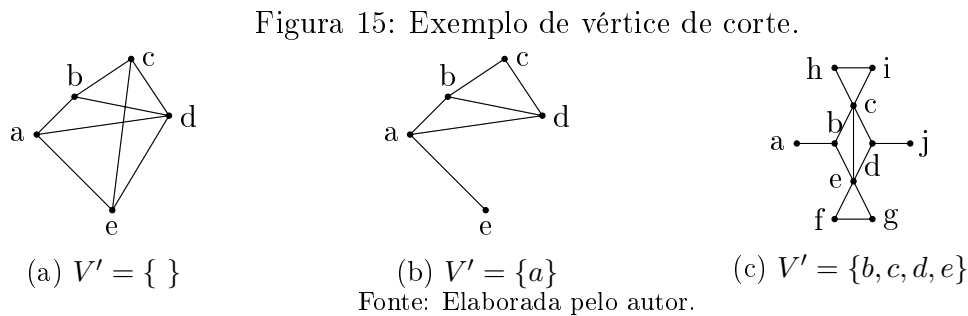 Figura 15: Exemplo de vértice de corte.
c
b
d
a
e
c
b
d
a
e
h
i
c
b
a
j
d
e
f
g
(a) V′ = { }
(b) V′ = {a}
(c) V′ = {b, c, d, e}
Fonte: Elaborada pelo autor.